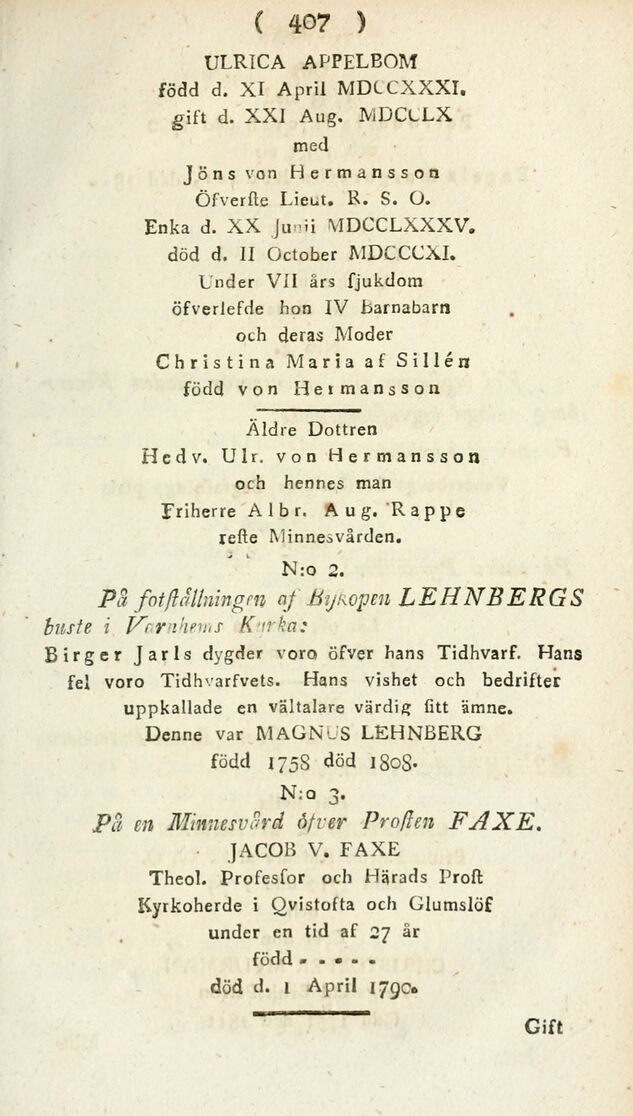 ( 407 )
ULRICA APPELBOM
född d. XI April MDCCXXXI.
gift d. XXI Aug. MDCCLX
med
Jöns von Hermansson
Öfverſte Lieut. R. S. O.
Enka d. XX Junii MDCCLXXXV.
död d. II October MDCCCXI.
Under VII års ſjukdom
öfverlefde hon IV Barnabarn
och deras Moder
Christina Maria af Sillén
född von Hermansson
Äldre Dottren
Hedv. Ulr. von Hermansson
och hennes man
Friherre Albr. Aug. Rappe
reſte Minnesvården.
N:o 2.
På fotſtällningen af Byskopen LEHNBERGS
buste i Varnhems Kyrka:
Birger Jarls dygder voro öfver hans Tidhvarf. Hans
fel voro Tidhvarfvets. Hans vishet och bedrifter
uppkallade en vältalare värdig ſitt ämne.
Denne var MAGNUS LEHNBERG
född 1758 död 1808.
N:o 3.
På en Minnesvård öfver Proſten FAXE.
JACOB V. FAXE
Theol. Profesſor och Härads Proſt
Kyrkoherde i Qvistofta och Glumslöf
under en tid af 27 år
född - - - - -
död d. 1 April 1790.
Gift